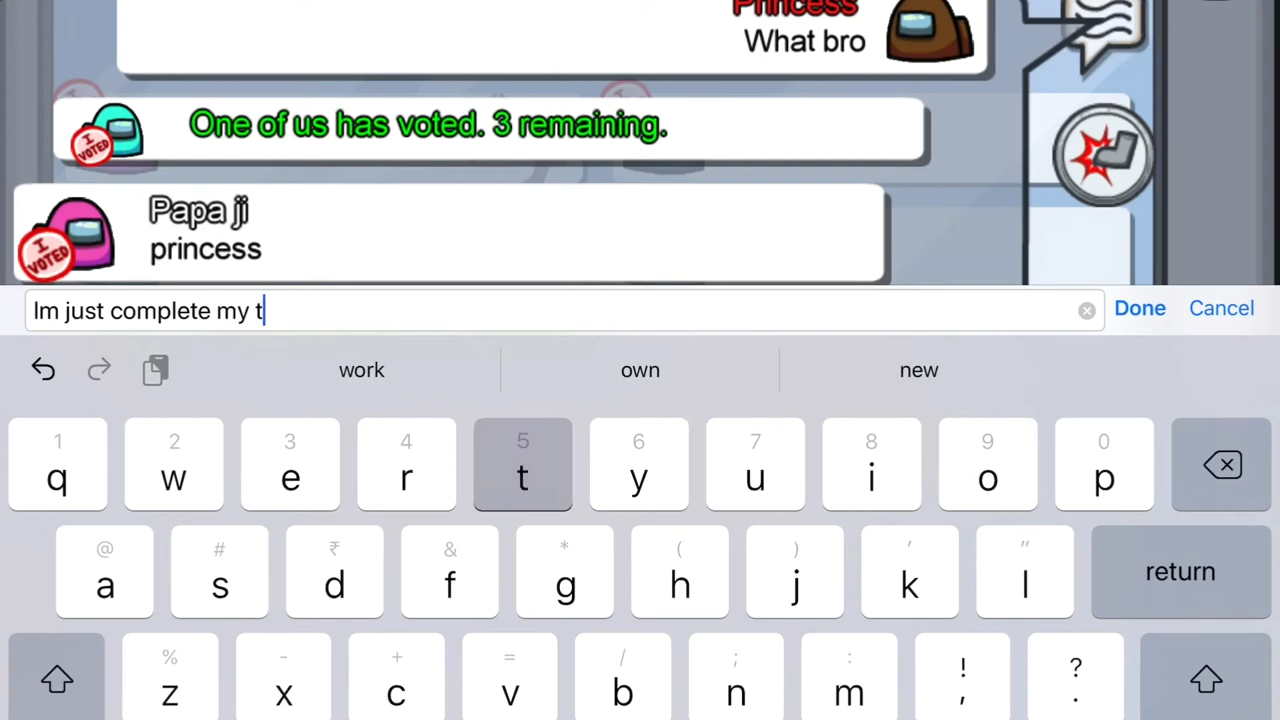 Princess
What bro
One of us has voted. 3 remaining.
I VOTED
Papa ji
princess
I VOTED
Im just complete my t
Done
Cancel
work
own
new
1 2 3 4 5 6 7 8 9 0
q w e r t y u i o p
@ # ₹ & * ( ) ' "
a s d f g h j k l
return
% - + = / ; : ! ?
z x c v b n m , .